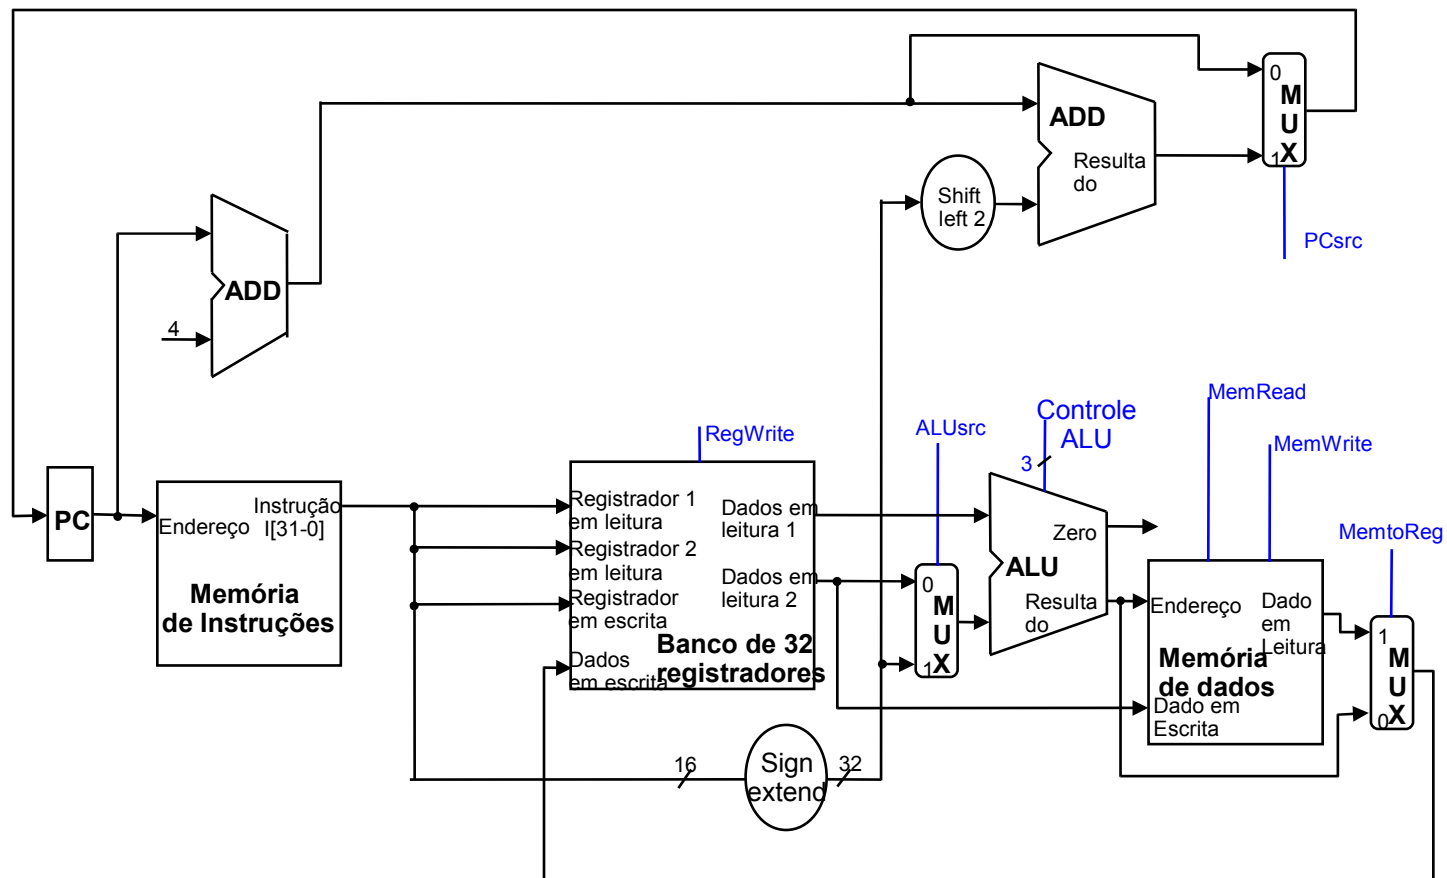 0
M
U
1X
ADD
Resulta
do
Shift
left 2
PCsrc
ADD
4
MemRead
Controle
ALU
3
ALUsrc
RegWrite
MemWrite
MemtoReg
PC
Endereço
Instrução
I[31-0]
Memória
de Instruções
Registrador 1
em leitura
Registrador 2
em leitura
Registrador
em escrita
Dados
em escrita
Dados em
leitura 1
Dados em
leitura 2
Banco de 32
registradores
0
M
U
1X
Zero
ALU
Resulta
do
Endereço
Dado
em
Leitura
Memória
de dados
Dado em
Escrita
1
M
U
0X
16
Sign
extend
32